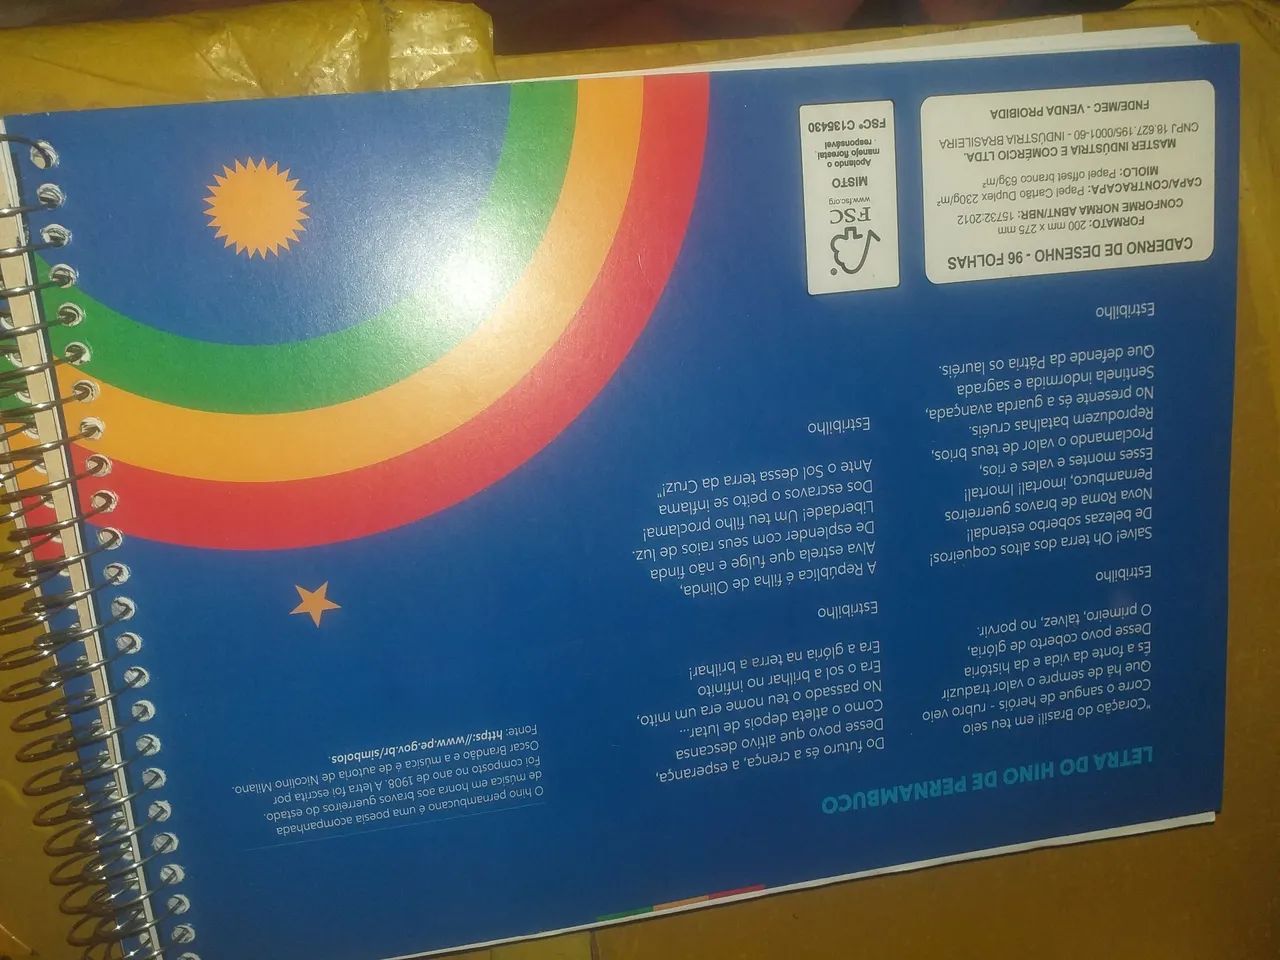 LETRA DO HINO DE PERNAMBUCO
"Coração do Brasil! em teu seio
Corre o sangue de heróis - rubro veio
Que há de sempre o valor traduzir
És a fonte da vida e da história
Desse povo coberto de glória,
O primeiro, talvez, no porvir.
Estribilho
Salve! Oh terra dos altos coqueiros!
De belezas soberbo estendal!
Nova Roma de bravos guerreiros
Pernambuco, imortal! Imortal!
Esses montes e vales e rios,
Proclamando o valor de teus brios,
Reproduzem batalhas cruéis.
No presente és a guarda avançada,
Sentinela indormida e sagrada
Que defende da Pátria os lauréis.
Estribilho
Do futuro és a crença, a esperança,
Desse povo que altivo descansa
Como o atleta depois de lutar...
No passado o teu nome era um mito,
Era o sol a brilhar no infinito
Era a glória na terra a brilhar!
Estribilho
A República é filha de Olinda,
Alva estrela que fulge e não finda
De esplender com seus raios de luz.
Liberdade! Um teu filho proclama!
Dos escravos o peito se inflama
Ante o Sol dessa terra da Cruz!"
Estribilho
O hino pernambucano é uma poesia acompanhada
de música em honra aos bravos guerreiros do estado.
Foi composto no ano de 1908. A letra foi escrita por
Oscar Brandão e a música é de autoria de Nicolino Milano.
Fonte: https://www.pe.gov.br/simbolos.
CADERNO DE DESENHO - 96 FOLHAS
FORMATO: 200 mm x 275 mm
CONFORME NORMA ABNT/NBR: 15732:2012
CAPA/CONTRACAPA: Papel Cartão Duplex 230g/m²
MIOLO: Papel offset branco 63g/m²
MASTER INDÚSTRIA E COMÉRCIO LTDA.
CNPJ 18.627.195/0001-60 - INDÚSTRIA BRASILEIRA
FNDE/MEC - VENDA PROIBIDA
FSC
www.fsc.org
MISTO
Apoiando o
manejo florestal
responsável
FSC® C135430